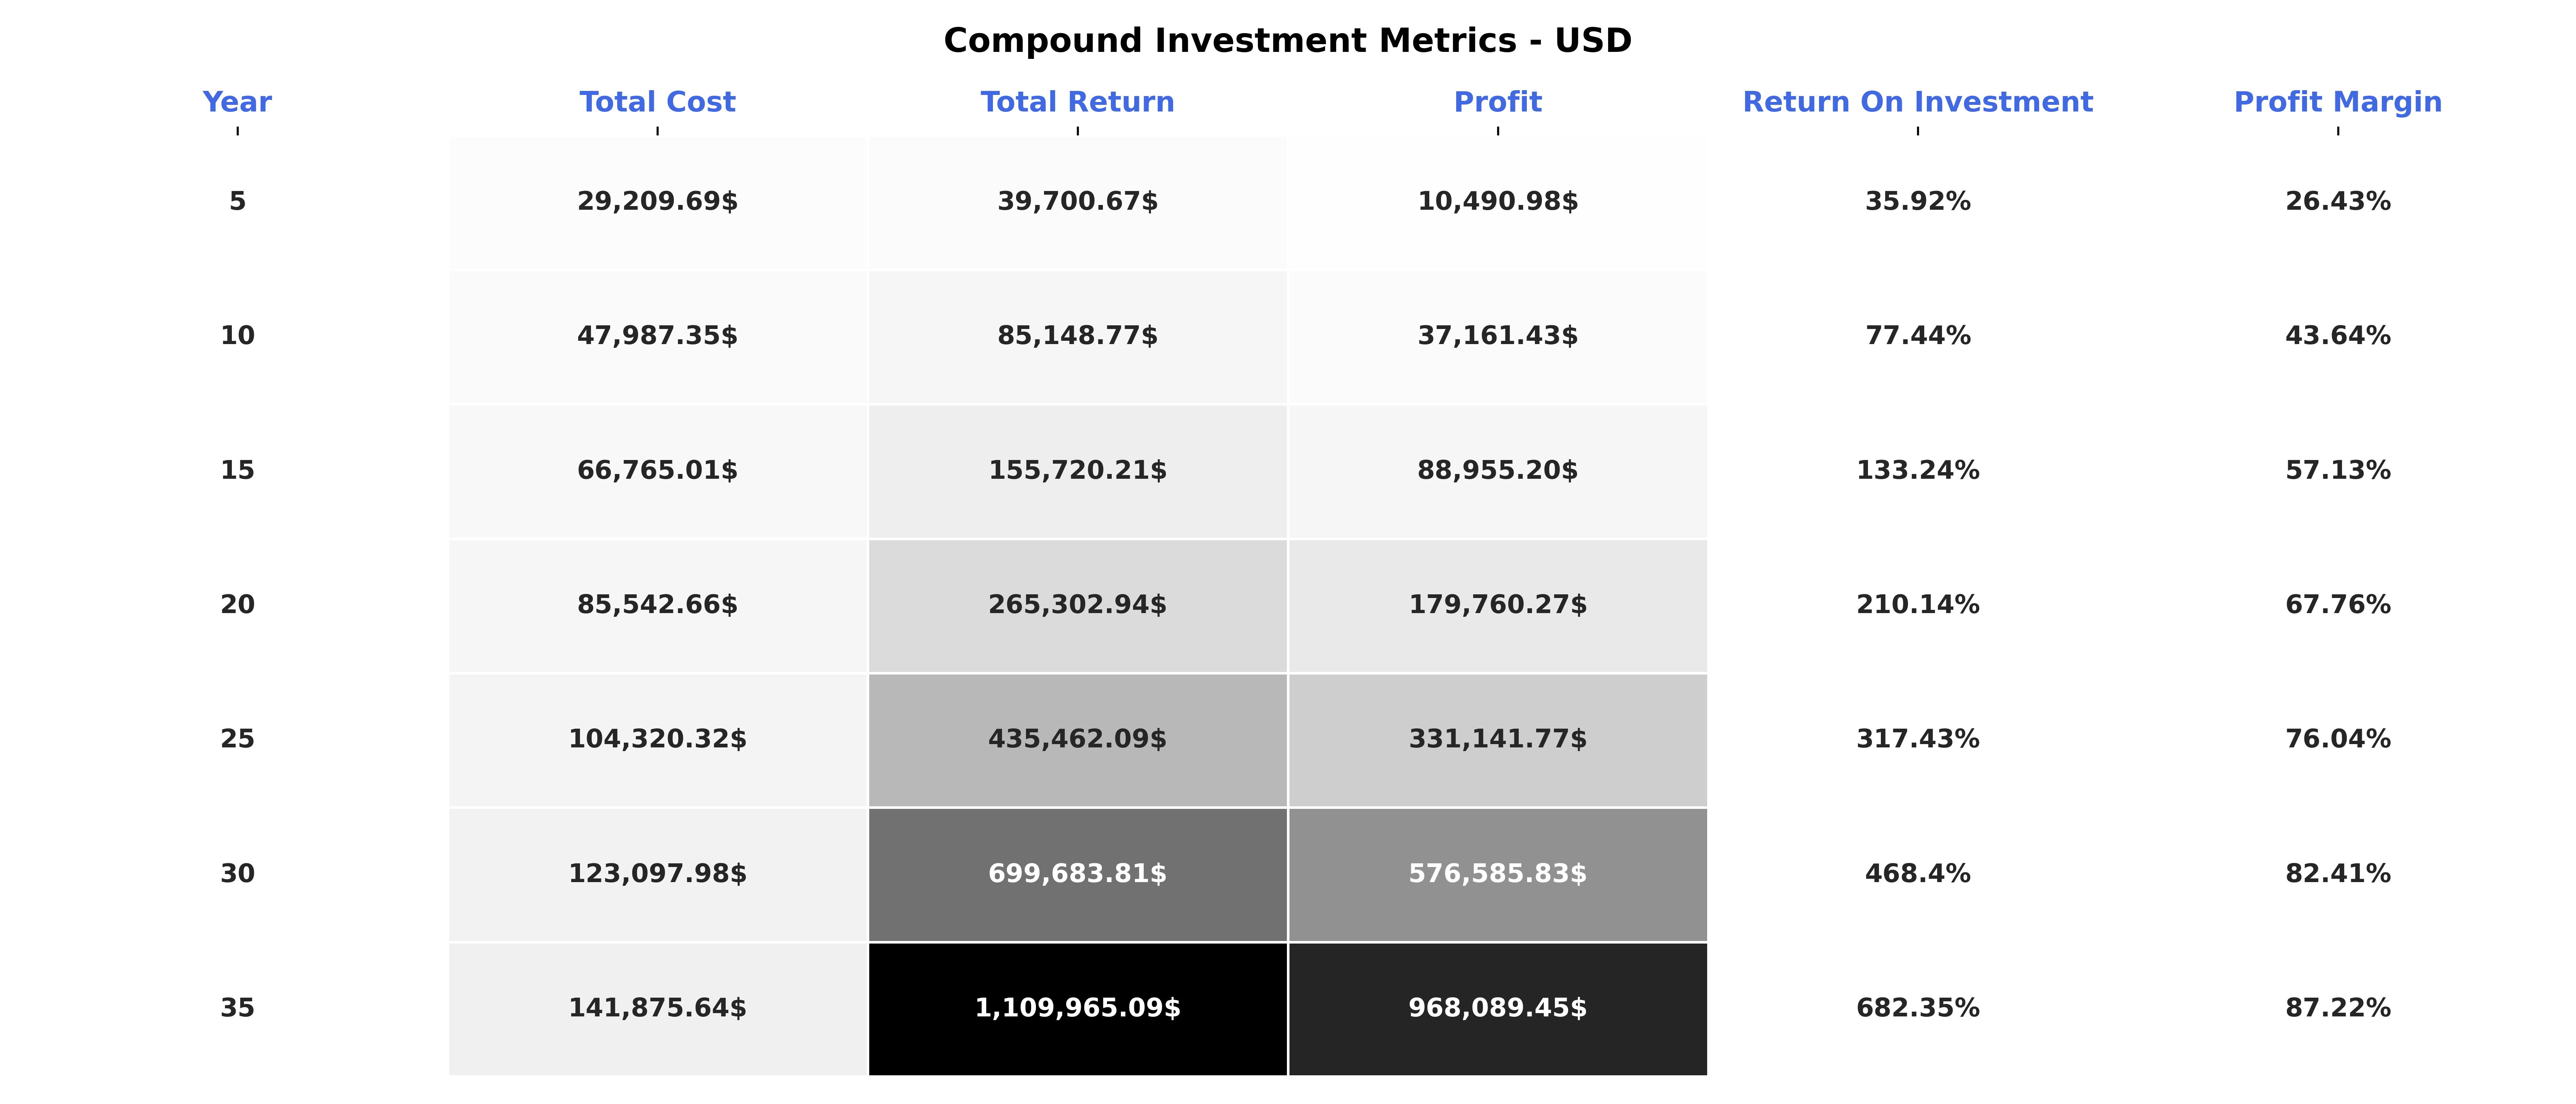 Compound Investment Metrics - USD
Year Total Cost Total Return Profit Return On Investment Profit Margin
5 29,209.69$ 39,700.67$ 10,490.98$ 35.92% 26.43%
10 47,987.35$ 85,148.77$ 37,161.43$ 77.44% 43.64%
15 66,765.01$ 155,720.21$ 88,955.20$ 133.24% 57.13%
20 85,542.66$ 265,302.94$ 179,760.27$ 210.14% 67.76%
25 104,320.32$ 435,462.09$ 331,141.77$ 317.43% 76.04%
30 123,097.98$ 699,683.81$ 576,585.83$ 468.4% 82.41%
35 141,875.64$ 1,109,965.09$ 968,089.45$ 682.35% 87.22%